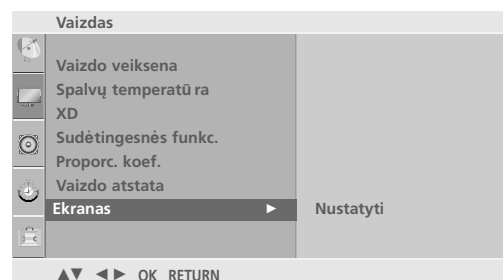 Vaizdas
Vaizdo veiksena
Spalvų temperatūra
XD
Sudėtingesnės funkc.
Proporc. koef.
Vaizdo atstata
Ekranas ► Nustatyti
▲▼ ◄► OK RETURN